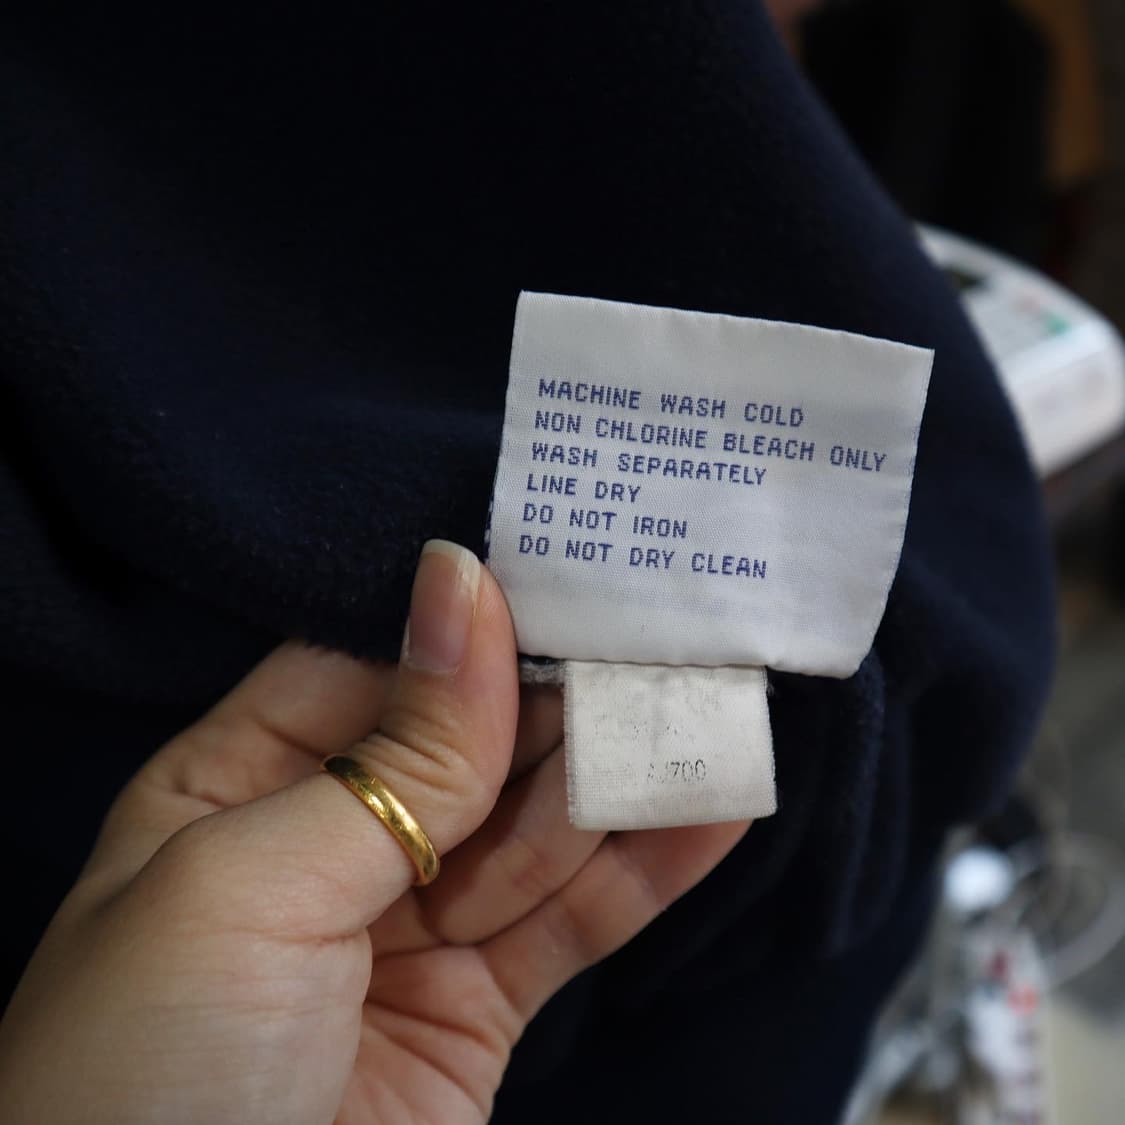 MACHINE WASH COLD
NON CHLORINE BLEACH ONLY
WASH SEPARATELY
LINE DRY
DO NOT IRON
DO NOT DRY CLEAN